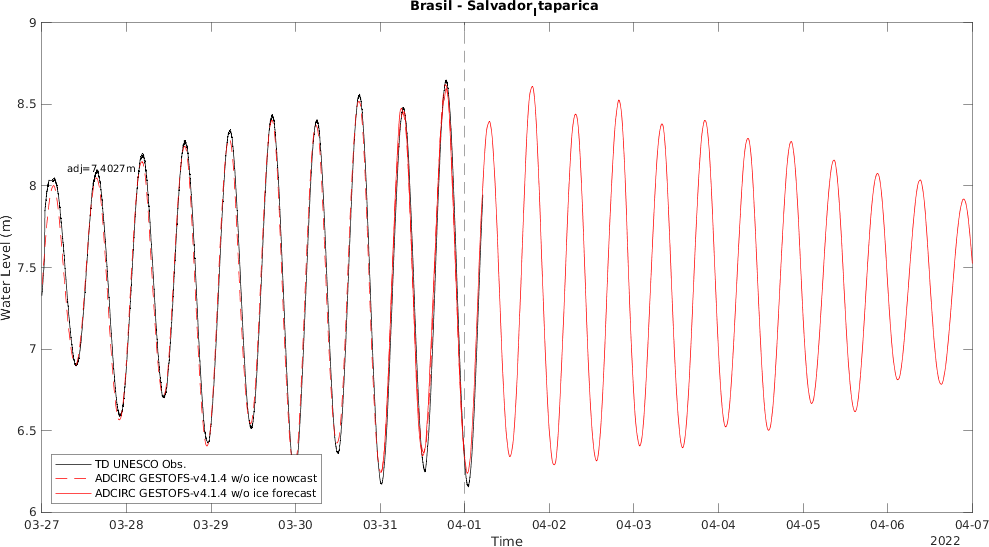 Brasil - Salvador_Itaparica
9
8.5
8
7.5
7
6.5
6
Water Level (m)
adj=7.4027m
TD UNESCO Obs.
ADCIRC GESTOFS-v4.1.4 w/o ice nowcast
ADCIRC GESTOFS-v4.1.4 w/o ice forecast
03-27 03-28 03-29 03-30 03-31 04-01 04-02 04-03 04-04 04-05 04-06 04-07
Time
2022